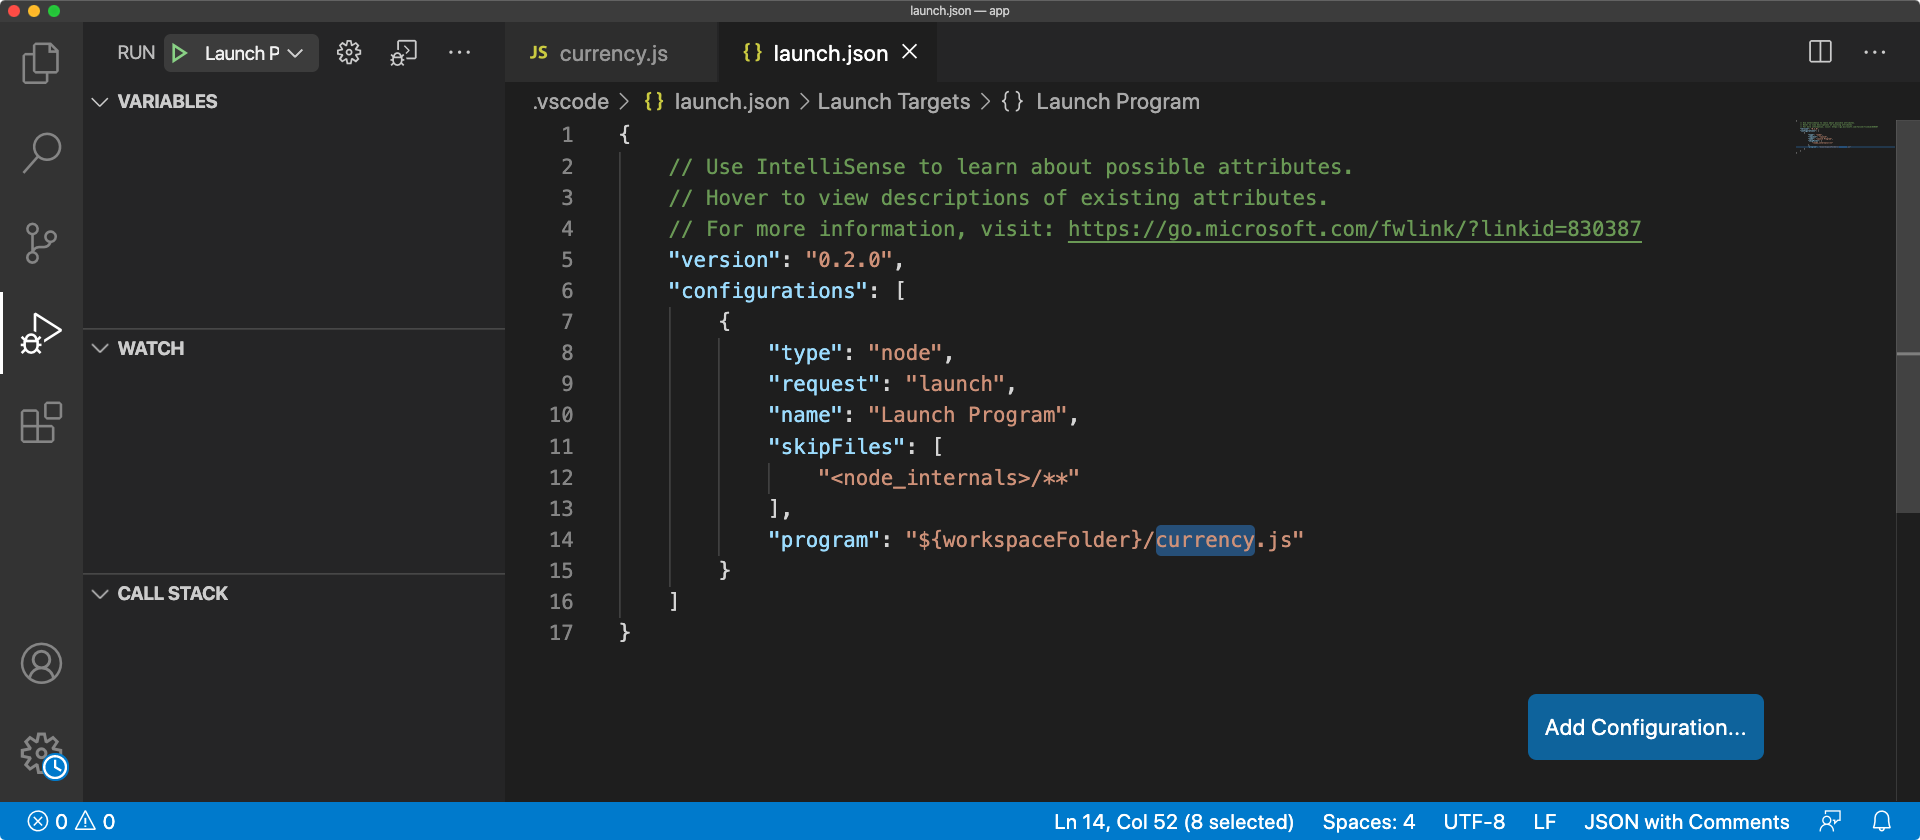 launch.json — app
RUN Launch P
JS currency.js
{} launch.json
VARIABLES
WATCH
CALL STACK
.vscode > {} launch.json > Launch Targets > {} Launch Program
1 {
2 // Use IntelliSense to learn about possible attributes.
3 // Hover to view descriptions of existing attributes.
4 // For more information, visit: https://go.microsoft.com/fwlink/?linkid=830387
5 "version": "0.2.0",
6 "configurations": [
7 {
8 "type": "node",
9 "request": "launch",
10 "name": "Launch Program",
11 "skipFiles": [
12 "<node_internals>/**"
13 ],
14 "program": "${workspaceFolder}/currency.js"
15 }
16 ]
17 }
Add Configuration...
0 0
Ln 14, Col 52 (8 selected) Spaces: 4 UTF-8 LF JSON with Comments